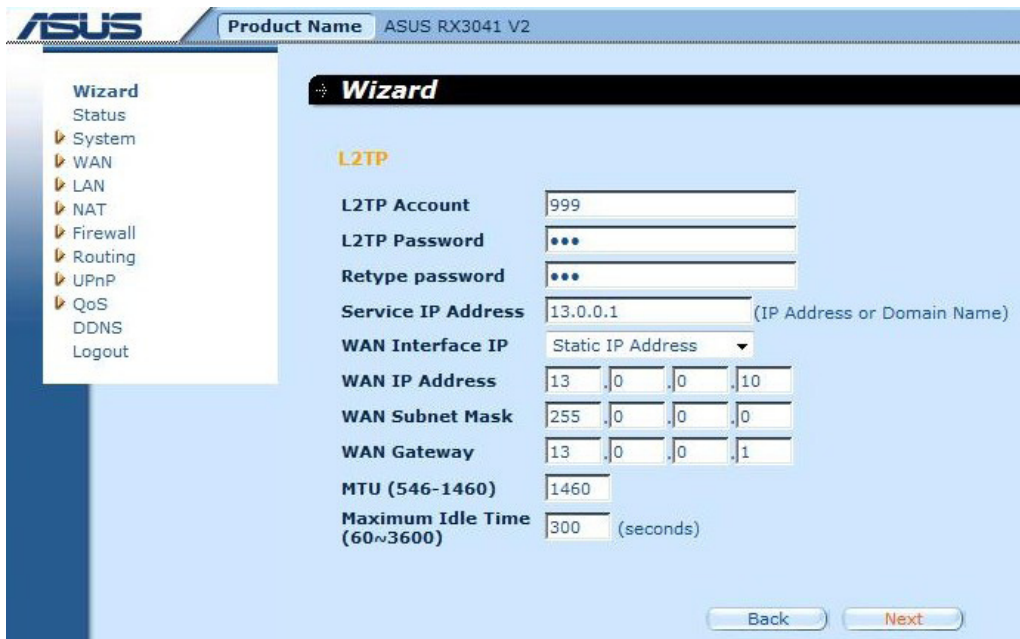 ASUS
Product Name ASUS RX3041 V2
Wizard
Status
System
WAN
LAN
NAT
Firewall
Routing
UPnP
QoS
DDNS
Logout
Wizard
L2TP
L2TP Account 999
L2TP Password •••
Retype password •••
Service IP Address 13.0.0.1 (IP Address or Domain Name)
WAN Interface IP Static IP Address
WAN IP Address 13 .0 .0 .10
WAN Subnet Mask 255 .0 .0 .0
WAN Gateway 13 .0 .0 .1
MTU (546-1460) 1460
Maximum Idle Time
(60~3600) 300 (seconds)
Back Next